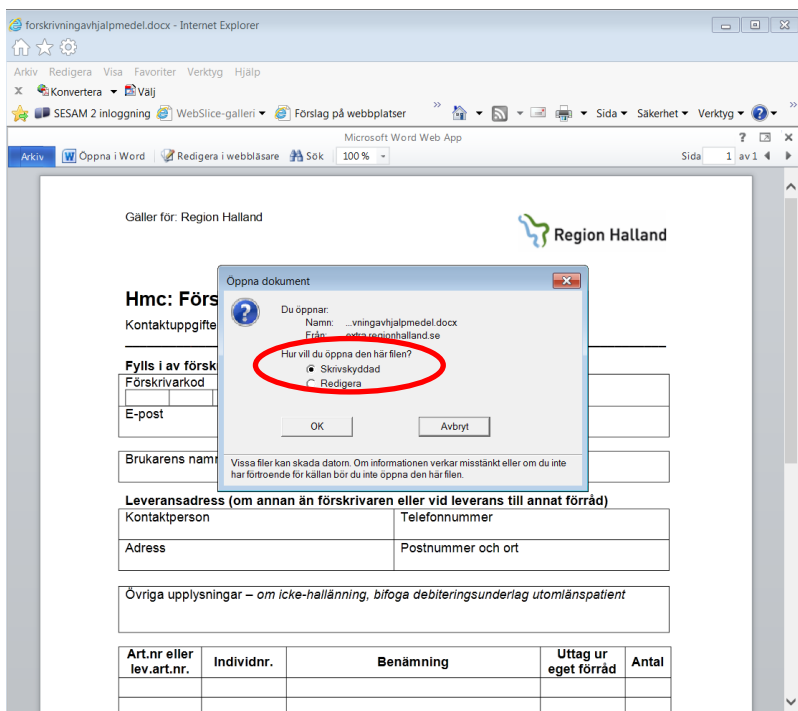 forskrivningavhjalpmedel.docx - Internet Explorer
Arkiv Redigera Visa Favoriter Verktyg Hjälp
x Konvertera Välj
SESAM 2 inloggning WebSlice-galleri Förslag på webbplatser » Sida Säkerhet Verktyg »
Microsoft Word Web App
Arkiv Öppna i Word Redigera i webbläsare Sök 100 % Sida 1 av 1
Gäller för: Region Halland
Region Halland
Hmc: Förs
Kontaktuppgifte
Fylls i av försk
Förskrivarkod
E-post
Brukarens namn
Öppna dokument
Du öppnar:
Namn: ...vningavhjalpmedel.docx
Från: extra.regionhalland.se
Hur vill du öppna den här filen?
Skrivskyddad
Redigera
OK Avbryt
Vissa filer kan skada datorn. Om informationen verkar misstänkt eller om du inte
har förtroende för källan bör du inte öppna den här filen.
Leveransadress (om annan än förskrivaren eller vid leverans till annat förråd)
Kontaktperson Telefonnummer
Adress Postnummer och ort
Övriga upplysningar – om icke-hallänning, bifoga debiteringsunderlag utomlänspatient
Art.nr eller
lev.art.nr. Individnr. Benämning Uttag ur
eget förråd Antal